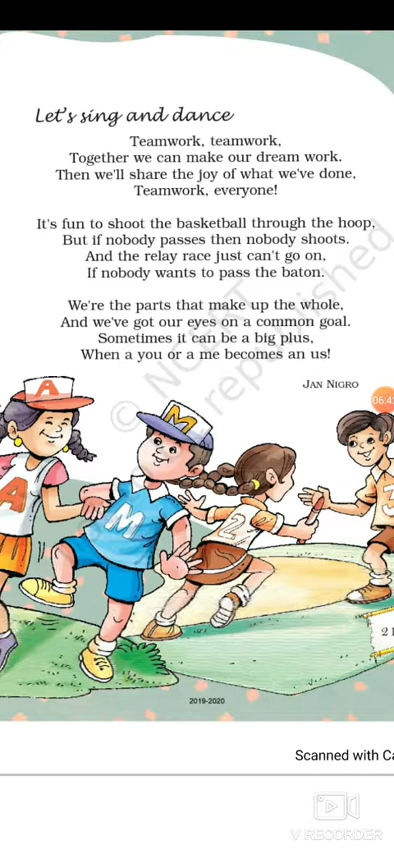 Let's sing and dance
Teamwork, teamwork,
Together we can make our dream work.
Then we'll share the joy of what we've done,
Teamwork, everyone!
It's fun to shoot the basketball through the hoop,
But if nobody passes then nobody shoots.
And the relay race just can't go on,
If nobody wants to pass the baton.
We're the parts that make up the whole,
And we've got our eyes on a common goal.
Sometimes it can be a big plus,
When a you or a me becomes an us!
JAN NIGRO
© NCERT
republished
A
M
A
M
2
3
2019-2020
Scanned with
V RECORDER